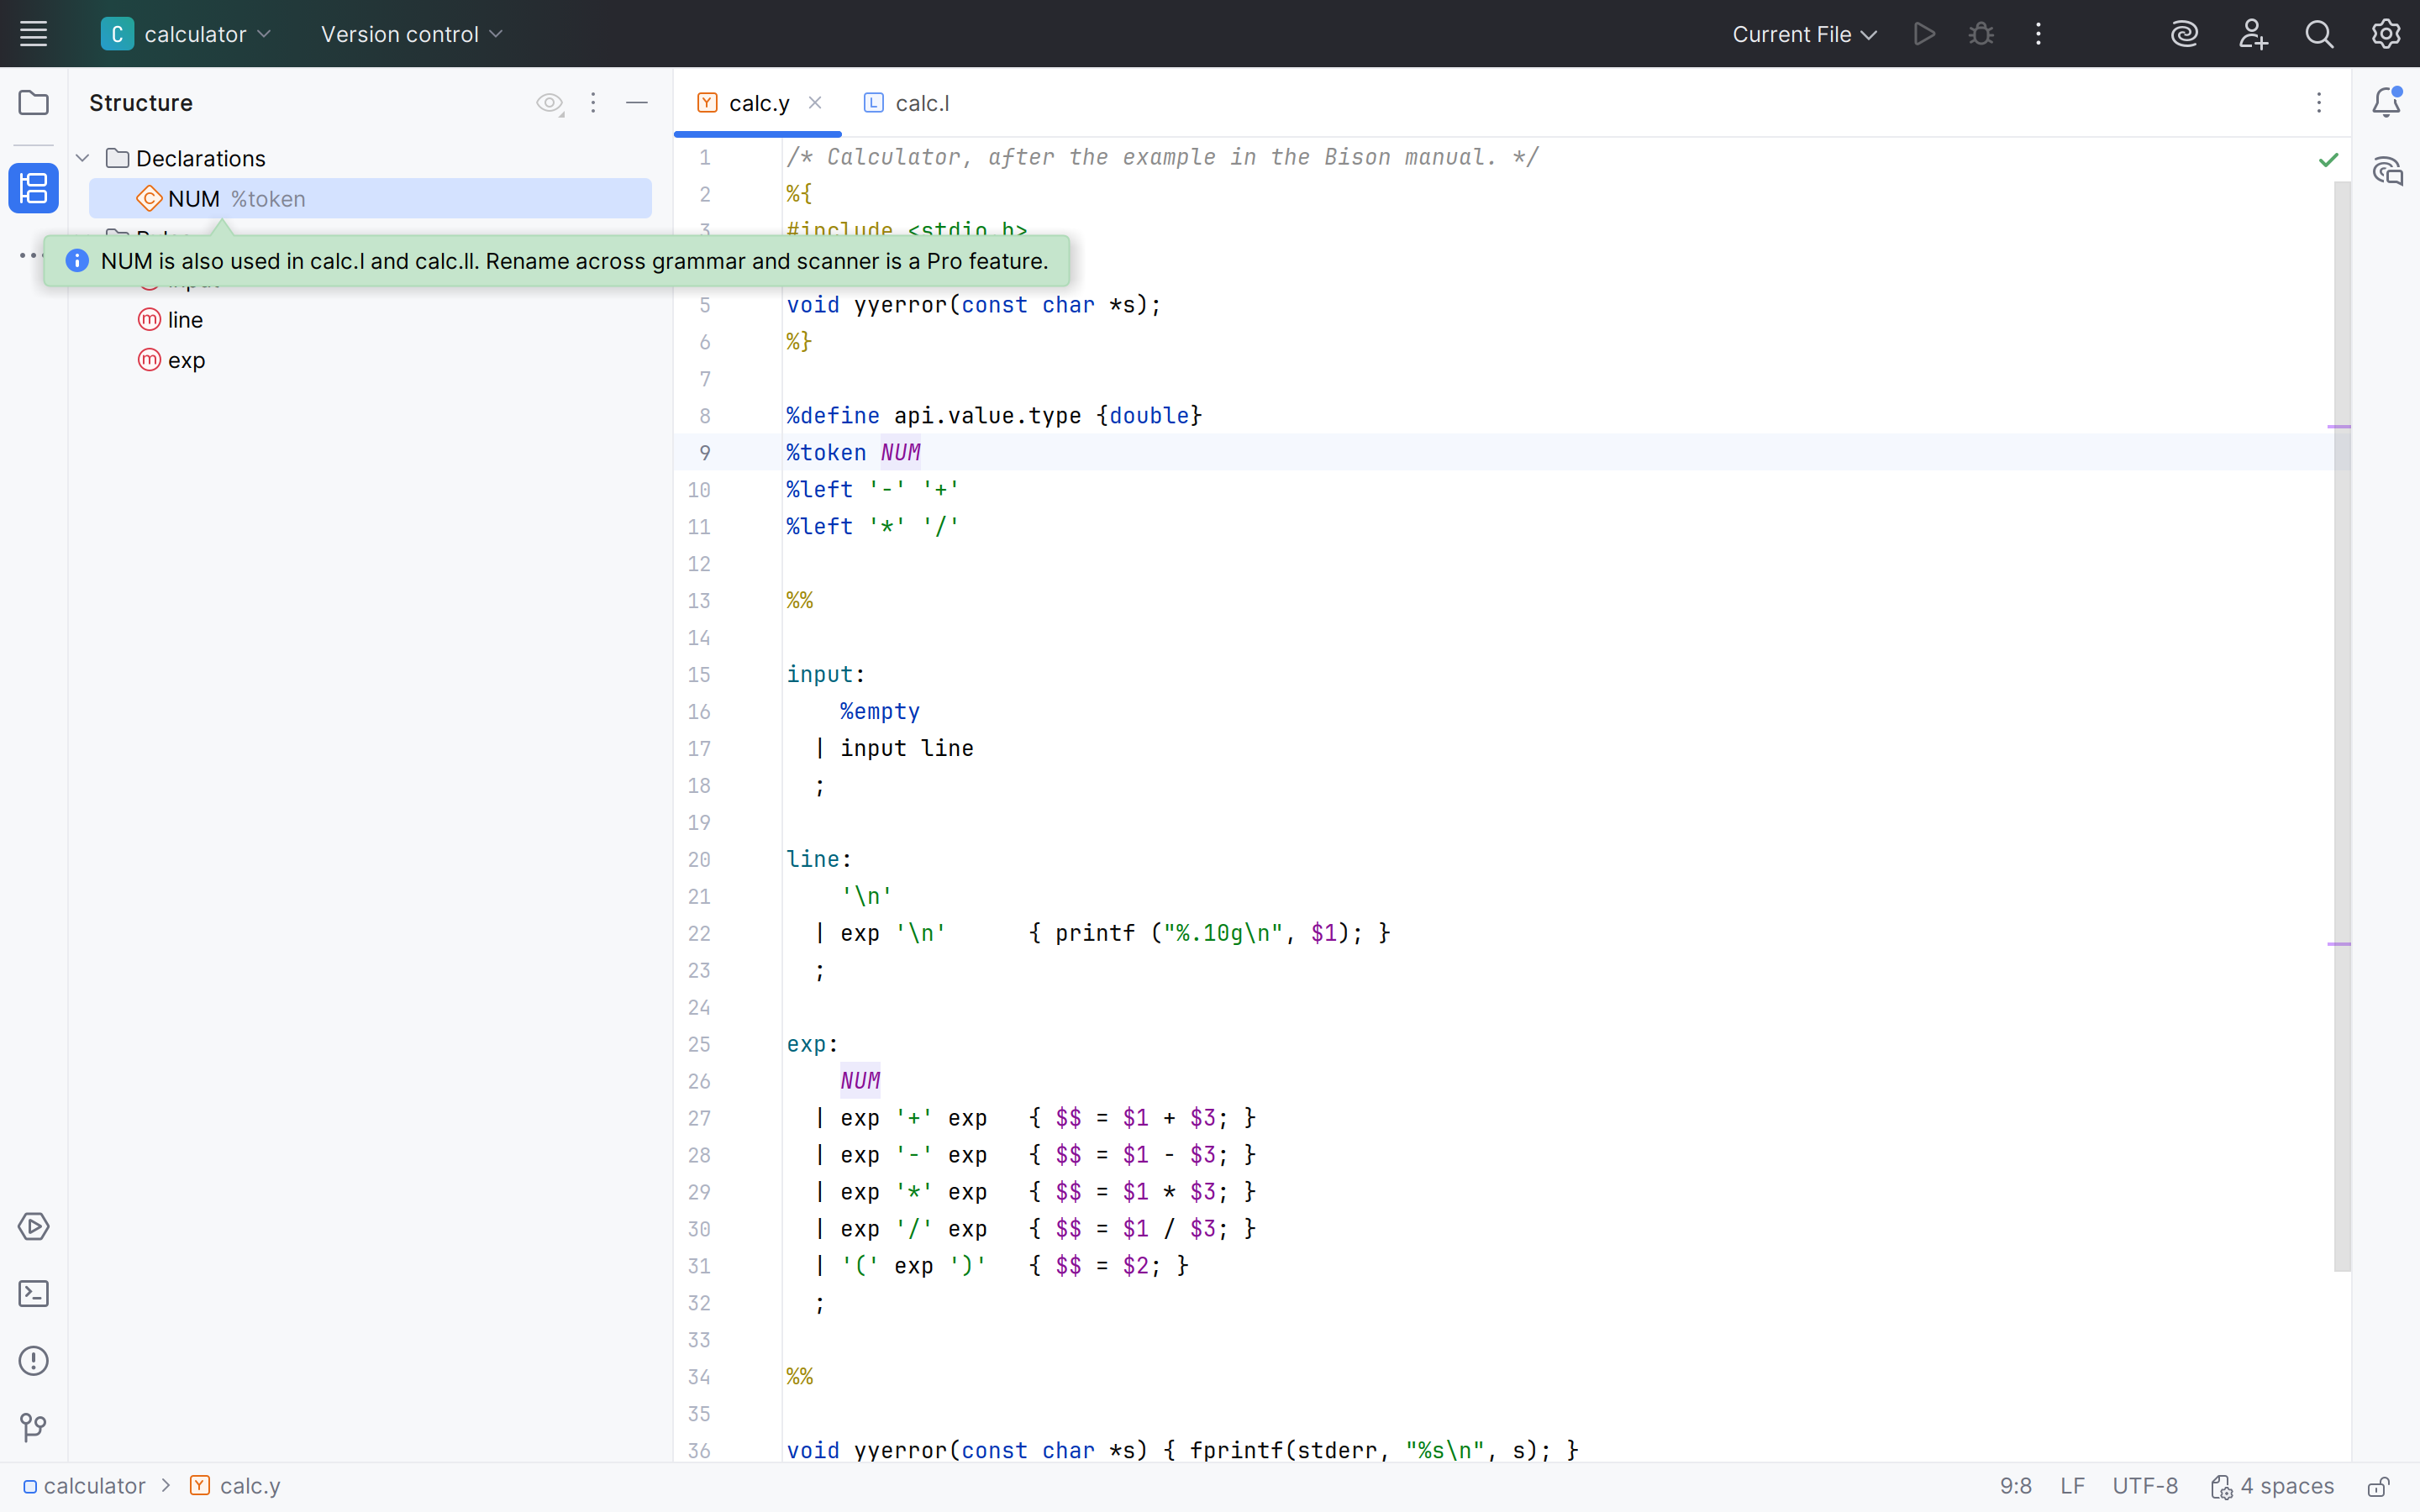 C calculator Version control Current File
Structure
Declarations
NUM %token
NUM is also used in calc.l and calc.ll. Rename across grammar and scanner is a Pro feature.
line
exp
calc.y
calc.l
1 /* Calculator, after the example in the Bison manual. */
2 %{
3 #include <stdio.h>
5 void yyerror(const char *s);
6 %}
7
8 %define api.value.type {double}
9 %token NUM
10 %left '-' '+'
11 %left '*' '/'
12
13 %%
14
15 input:
16 %empty
17 | input line
18 ;
19
20 line:
21 '\n'
22 | exp '\n' { printf ("%.10g\n", $1); }
23 ;
24
25 exp:
26 NUM
27 | exp '+' exp { $$ = $1 + $3; }
28 | exp '-' exp { $$ = $1 - $3; }
29 | exp '*' exp { $$ = $1 * $3; }
30 | exp '/' exp { $$ = $1 / $3; }
31 | '(' exp ')' { $$ = $2; }
32 ;
33
34 %%
35
36 void yyerror(const char *s) { fprintf(stderr, "%s\n", s); }
calculator > calc.y 9:8 LF UTF-8 4 spaces